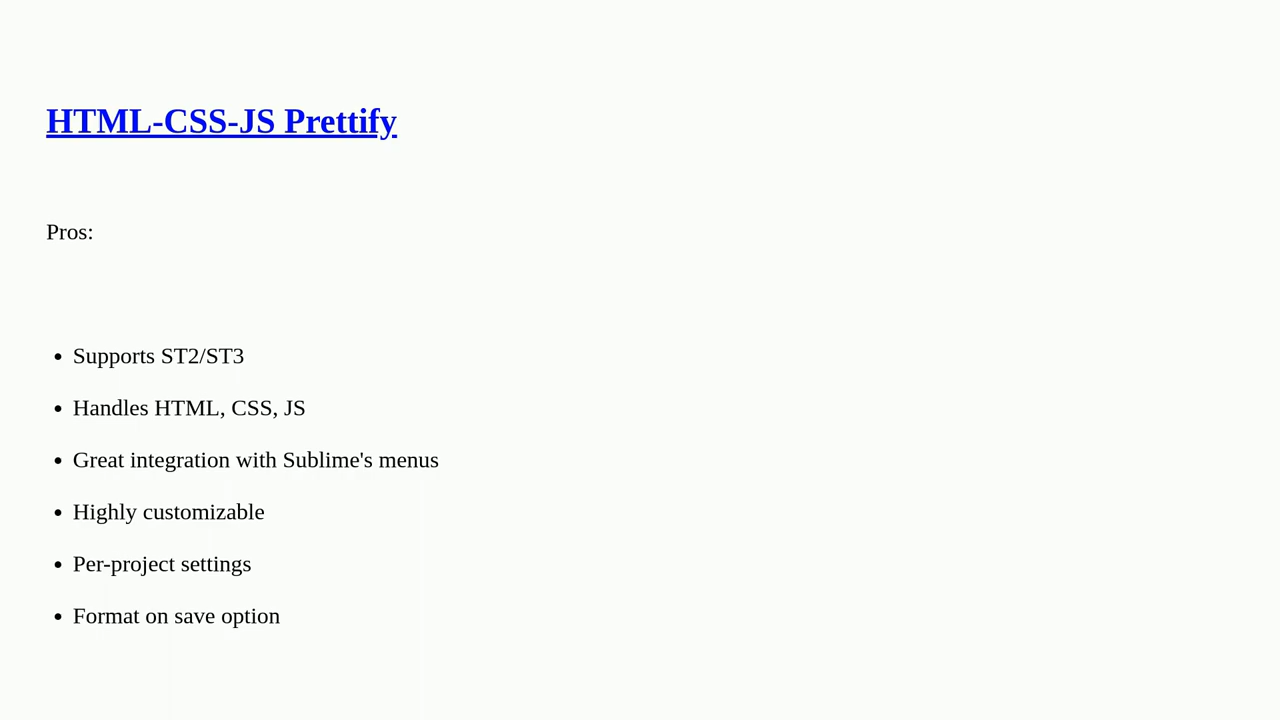 HTML-CSS-JS Prettify
Pros:
• Supports ST2/ST3
• Handles HTML, CSS, JS
• Great integration with Sublime's menus
• Highly customizable
• Per-project settings
• Format on save option